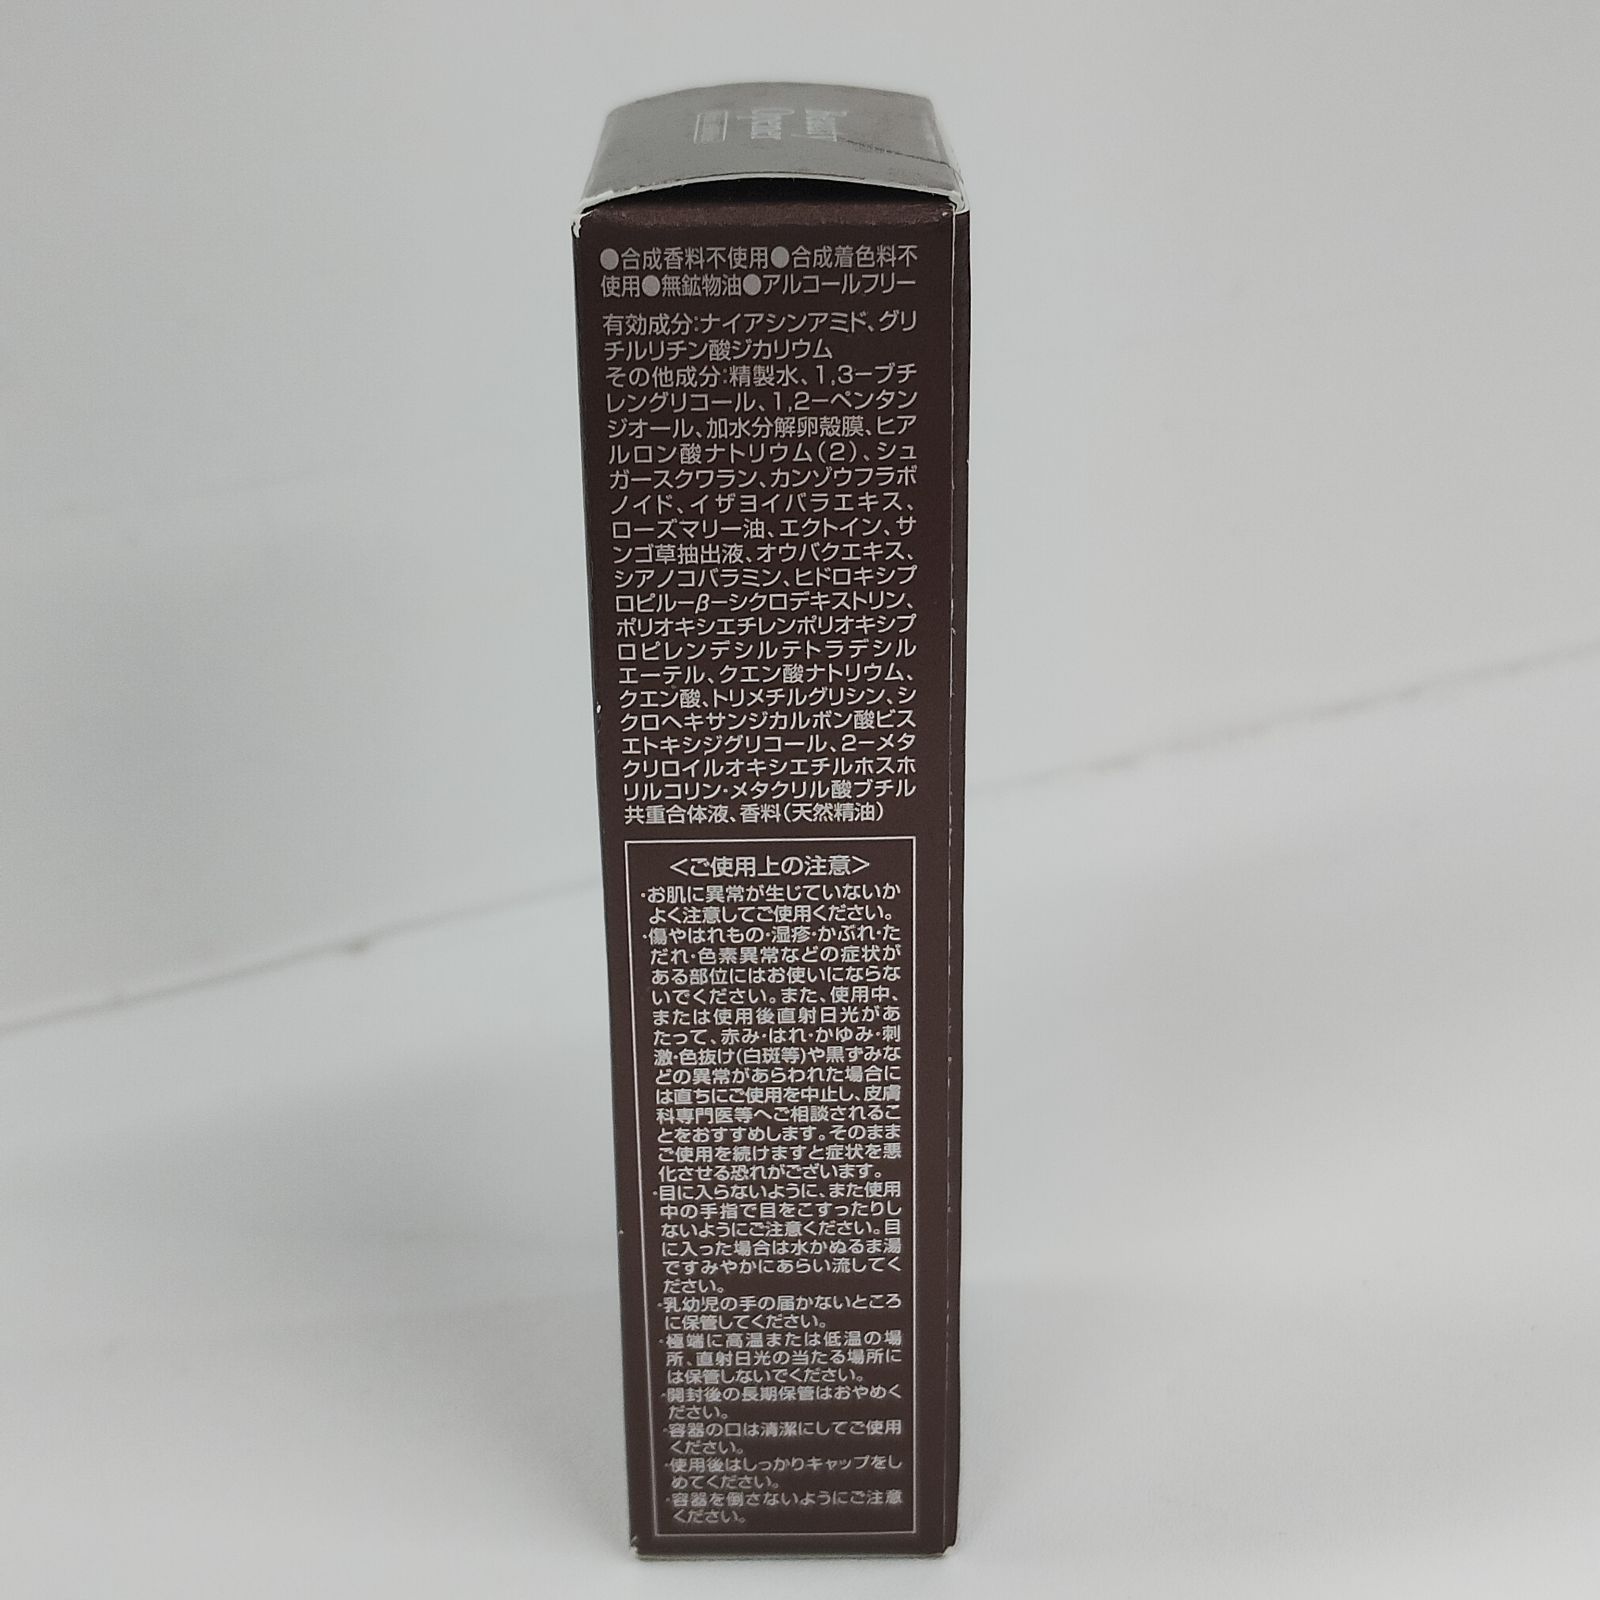 ●合成香料不使用●合成着色料不
使用●無鉱物油●アルコールフリー
有効成分:ナイアシンアミド、グリ
チルリチン酸ジカリウム
その他成分:精製水、1,3−ブチ
レングリコール、1,2−ペンタン
ジオール、加水分解卵殻膜、ヒア
ルロン酸ナトリウム(2)、シュ
ガースクワラン、カンゾウフラボ
ノイド、イザヨイバラエキス、
ローズマリー油、エクトイン、サ
ンゴ草抽出液、オウバクエキス、
シアノコバラミン、ヒドロキシプ
ロピル−β−シクロデキストリン、
ポリオキシエチレンポリオキシプ
ロピレンデシルテトラデシル
エーテル、クエン酸ナトリウム、
クエン酸、トリメチルグリシン、シ
クロヘキサンジカルボン酸ビス
エトキシジグリコール、2−メタ
クリロイルオキシエチルホスホ
リルコリン・メタクリル酸ブチル
共重合体液、香料(天然精油)
<ご使用上の注意>
・お肌に異常が生じていないか
よく注意してご使用ください。
・傷やはれもの・湿疹・かぶれ・た
だれ・色素異常などの症状が
ある部位にはお使いにならな
いでください。また、使用中、
または使用後直射日光があ
たって、赤み・はれ・かゆみ・刺
激・色抜け(白斑等)や黒ずみな
どの異常があらわれた場合に
は直ちにご使用を中止し、皮膚
科専門医等へご相談されるこ
とをおすすめします。そのまま
ご使用を続けますと症状を悪
化させる恐れがございます。
・目に入らないように、また使用
中の手指で目をこすったりし
ないようにご注意ください。目
に入った場合は水かぬるま湯
ですみやかにあらい流してく
ださい。
・乳幼児の手の届かないところ
に保管してください。
・極端に高温または低温の場
所、直射日光の当たる場所に
は保管しないでください。
・開封後の長期保管はおやめく
ださい。
・容器の口は清潔にしてご使用
ください。
・使用後はしっかりキャップをし
めてください。
・容器を倒さないようにご注意
ください。